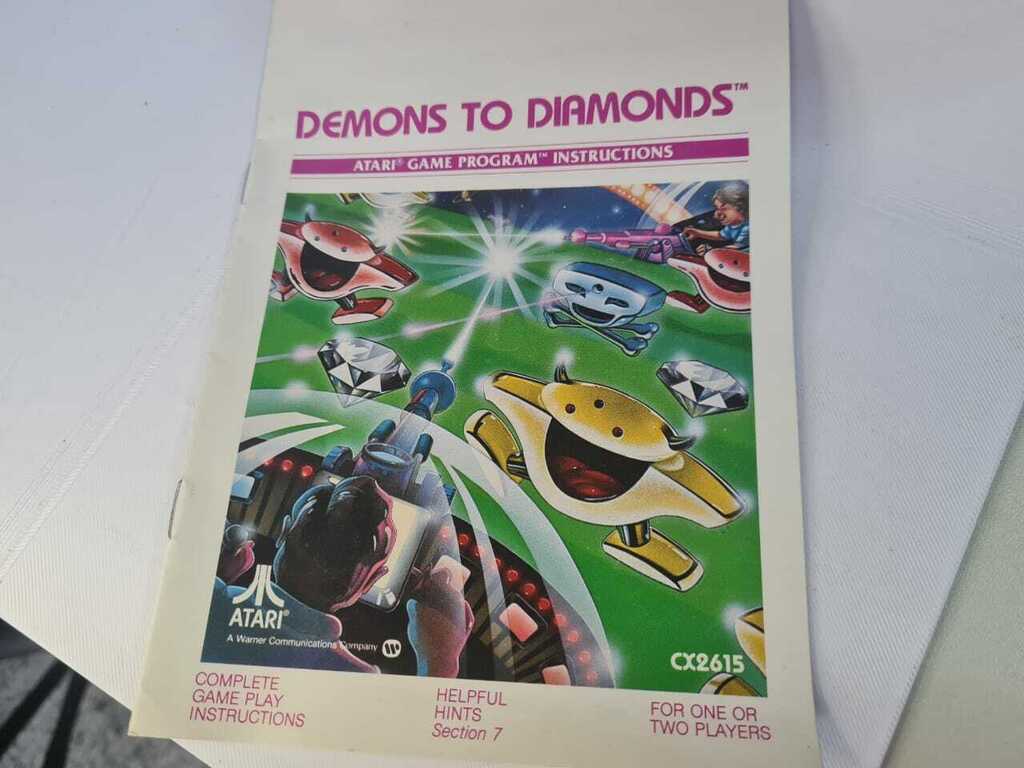 DEMONS TO DIAMONDS™
ATARI® GAME PROGRAM™ INSTRUCTIONS
ATARI®
A Warner Communications Company
CX2615
COMPLETE
GAME PLAY
INSTRUCTIONS
HELPFUL
HINTS
Section 7
FOR ONE OR
TWO PLAYERS